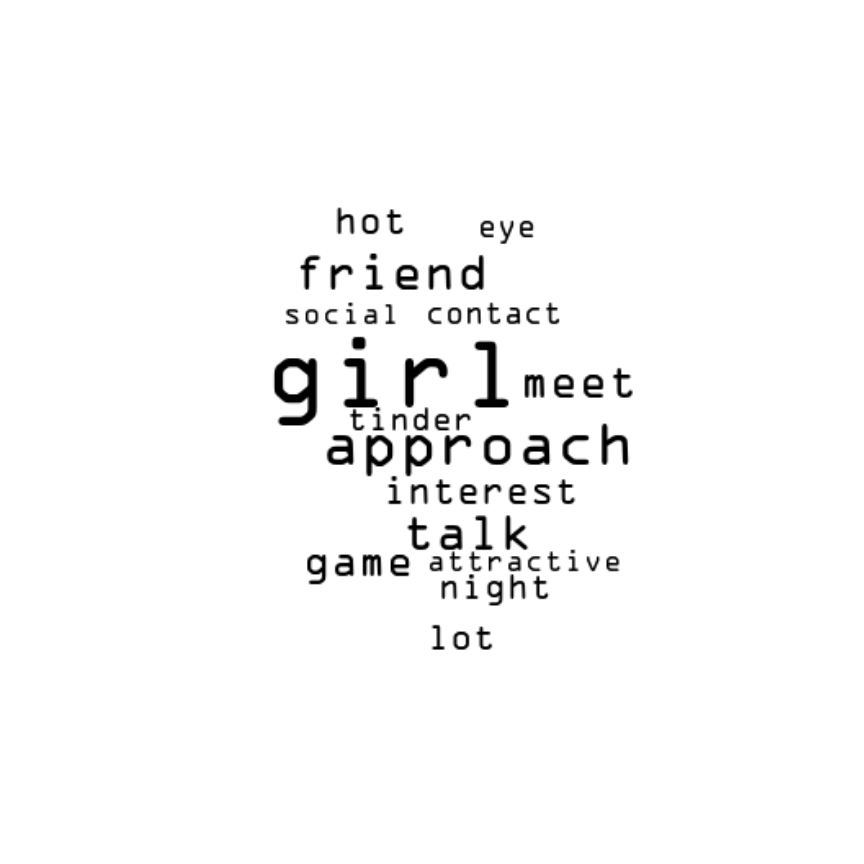 hot eye
friend
social contact
girl meet
tinder
approach
interest
talk
game attractive
night
lot